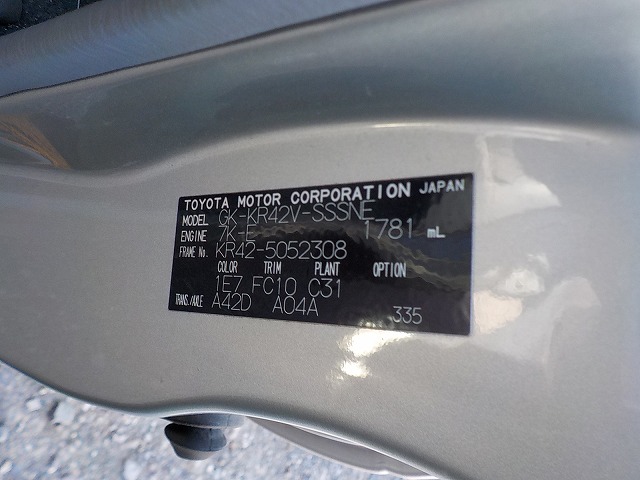 TOYOTA MOTOR CORPORATION JAPAN
MODEL GK-KR42V-SSSNE
ENGINE 7K-E 1781 mL
FRAME No. KR42-5052308
COLOR TRIM PLANT OPTION
1E7 FC10 C31
TRANS./AXLE A42D A04A 335